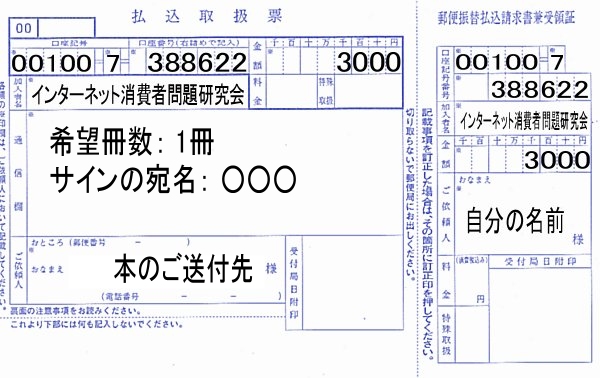 払込取扱票
00
口座記号 口座番号(右詰めで記入)
00100 7 388622
金額 千百十万千百十円
3000
加入者名 インターネット消費者問題研究会
料金 特殊取扱
通信欄
希望冊数：1冊
サインの宛名：〇〇〇
ご依頼人
おところ(郵便番号 － )
おなまえ
本のご送付先 様
(電話番号 － － )
受付局日附印
裏面の注意事項をお読みください。
これより下部には何も記入しないでください。
切り取らないで郵便局にお出しください。
記載事項を訂正した場合は、その箇所に訂正印を押してください。
郵便振替払込請求書兼受領証
口座記号番号
00100 7
388622
加入者名 インターネット消費者問題研究会
金額 千百十万千百十円
3000
ご依頼人
おなまえ
自分の名前
様
料金 (消費税込み) 円
受付局日附印
特殊取扱